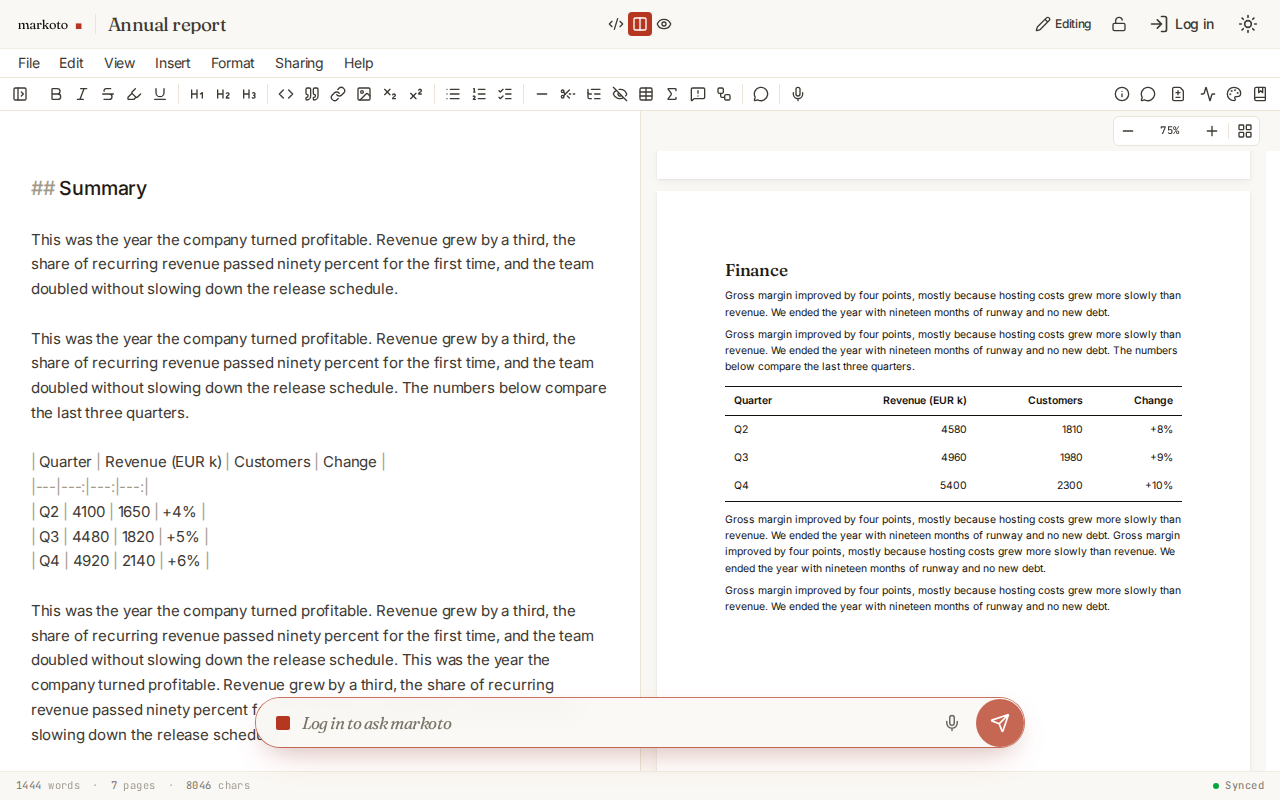 markoto
Annual report
Editing
Log in
File Edit View Insert Format Sharing Help
H1 H2 H3
75%
## Summary
This was the year the company turned profitable. Revenue grew by a third, the
share of recurring revenue passed ninety percent for the first time, and the team
doubled without slowing down the release schedule.
This was the year the company turned profitable. Revenue grew by a third, the
share of recurring revenue passed ninety percent for the first time, and the team
doubled without slowing down the release schedule. The numbers below compare
the last three quarters.
| Quarter | Revenue (EUR k) | Customers | Change |
|---|---:|---:|---:|
| Q2 | 4100 | 1650 | +4% |
| Q3 | 4480 | 1820 | +5% |
| Q4 | 4920 | 2140 | +6% |
This was the year the company turned profitable. Revenue grew by a third, the
share of recurring revenue passed ninety percent for the first time, and the team
doubled without slowing down the release schedule. This was the year the
company turned profitable. Revenue grew by a third, the share of recurring
revenue passed ninety percent
slowing down the release
Finance
Gross margin improved by four points, mostly because hosting costs grew more slowly than
revenue. We ended the year with nineteen months of runway and no new debt.
Gross margin improved by four points, mostly because hosting costs grew more slowly than
revenue. We ended the year with nineteen months of runway and no new debt. The numbers
below compare the last three quarters.
Quarter Revenue (EUR k) Customers Change
Q2 4580 1810 +8%
Q3 4960 1980 +9%
Q4 5400 2300 +10%
Gross margin improved by four points, mostly because hosting costs grew more slowly than
revenue. We ended the year with nineteen months of runway and no new debt. Gross margin
improved by four points, mostly because hosting costs grew more slowly than revenue. We
ended the year with nineteen months of runway and no new debt.
Gross margin improved by four points, mostly because hosting costs grew more slowly than
revenue. We ended the year with nineteen months of runway and no new debt.
Log in to ask markoto
1444 words · 7 pages · 8046 chars
Synced